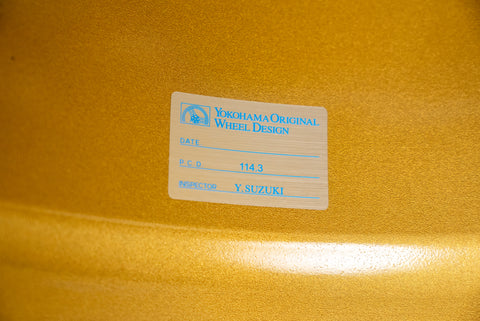 YOKOHAMA ORIGINAL
WHEEL DESIGN
DATE
P.C.D. 114.3
INSPECTOR Y.SUZUKI